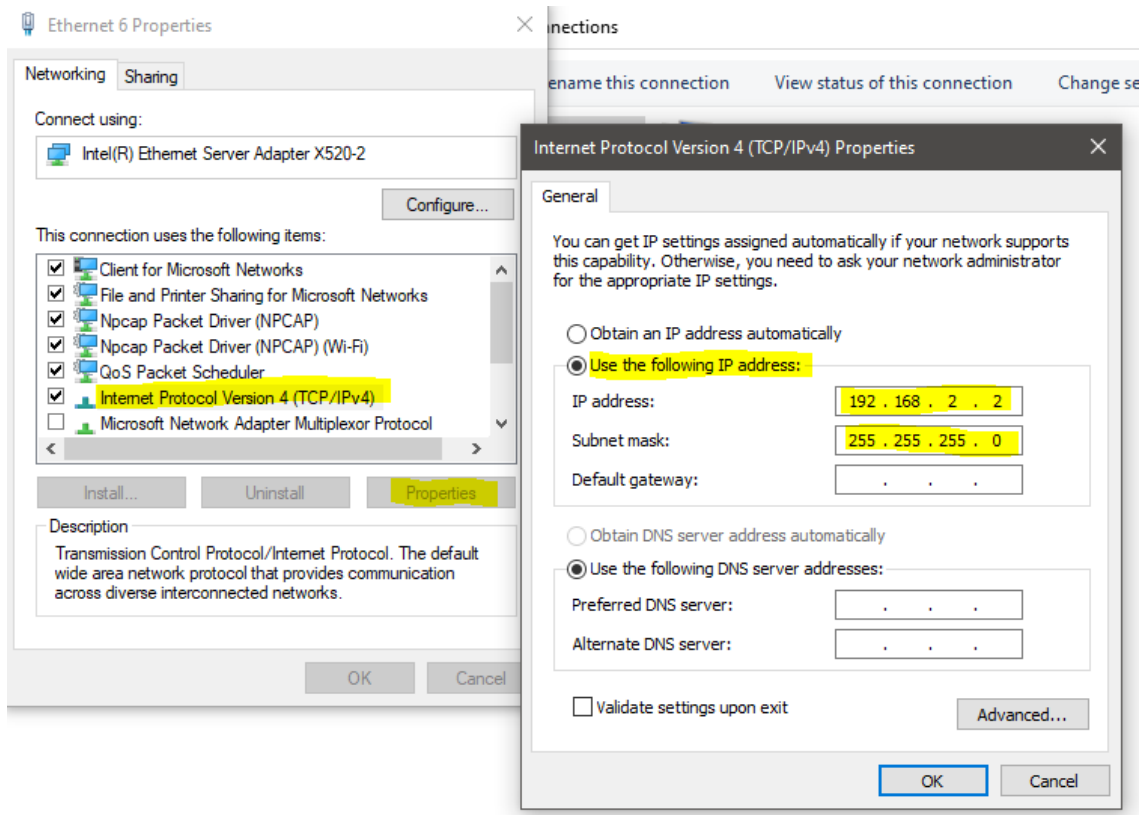 Ethernet 6 Properties
Networking
Sharing
Connect using:
Intel(R) Ethernet Server Adapter X520-2
Configure...
This connection uses the following items:
Client for Microsoft Networks
File and Printer Sharing for Microsoft Networks
Npcap Packet Driver (NPCAP)
Npcap Packet Driver (NPCAP) (Wi-Fi)
QoS Packet Scheduler
Internet Protocol Version 4 (TCP/IPv4)
Microsoft Network Adapter Multiplexor Protocol
Install...
Uninstall
Properties
Description
Transmission Control Protocol/Internet Protocol. The default
wide area network protocol that provides communication
across diverse interconnected networks.
OK
Cancel
nnections
ename this connection
View status of this connection
Change se
Internet Protocol Version 4 (TCP/IPv4) Properties
General
You can get IP settings assigned automatically if your network supports
this capability. Otherwise, you need to ask your network administrator
for the appropriate IP settings.
Obtain an IP address automatically
Use the following IP address:
IP address:
192 . 168 . 2 . 2
Subnet mask:
255 . 255 . 255 . 0
Default gateway:
. . .
Obtain DNS server address automatically
Use the following DNS server addresses:
Preferred DNS server:
. . .
Alternate DNS server:
. . .
Validate settings upon exit
Advanced...
OK
Cancel